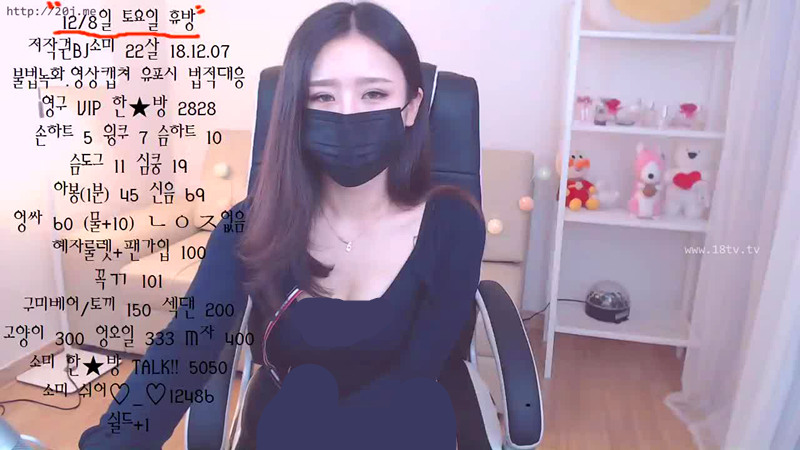 http://20j.me
12/8일 토요일 휴방
저작권BJ소미 22살 18.12.07
불법녹화.영상캡쳐 유포시 법적대응
영구 VIP 한★방 2828
손하트 5 윙크 7 슴하트 10
슴도그 11 심쿵 19
아봉(1분) 45 신음 69
엉싸 60 (물+10) ㄴㅇㅈ없음
혜자룰렛+팬가입 100
꼭ㄲ 101
구미베어/토끼 150 섹댄 200
고양이 300 엉오일 333 M자 400
소미 한★방 TALK!! 5050
소미 쉬어♡_♡12486
쉴드+1
www.18tv.tv